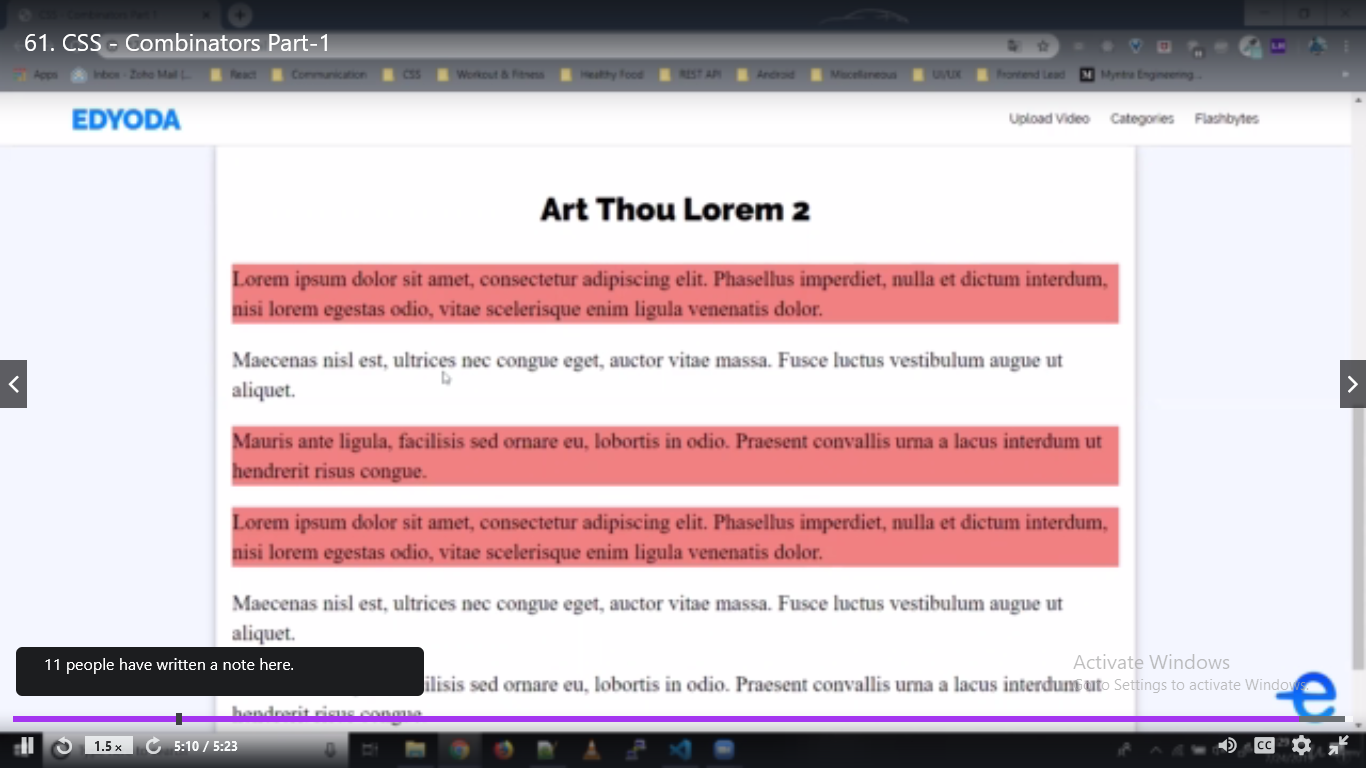 CSS - Combinators Part-1
61. CSS - Combinators Part-1
Apps Inbox - Zoho Mail (... React Communication CSS Workout & Fitness Healthy Food REST API Android Miscellaneous UI/UX Frontend Lead M Myntra Engineering...
EDYODA Upload Video Categories Flashbytes
Art Thou Lorem 2
Lorem ipsum dolor sit amet, consectetur adipiscing elit. Phasellus imperdiet, nulla et dictum interdum,
nisi lorem egestas odio, vitae scelerisque enim ligula venenatis dolor.
Maecenas nisl est, ultrices nec congue eget, auctor vitae massa. Fusce luctus vestibulum augue ut
aliquet.
Mauris ante ligula, facilisis sed ornare eu, lobortis in odio. Praesent convallis urna a lacus interdum ut
hendrerit risus congue.
Lorem ipsum dolor sit amet, consectetur adipiscing elit. Phasellus imperdiet, nulla et dictum interdum,
nisi lorem egestas odio, vitae scelerisque enim ligula venenatis dolor.
Maecenas nisl est, ultrices nec congue eget, auctor vitae massa. Fusce luctus vestibulum augue ut
aliquet.
11 people have written a note here.
ilisis sed ornare eu, lobortis in odio. Praesent convallis urna a lacus interdum ut
hendrerit risus congue
Activate Windows
Go to Settings to activate Windows.
1.5 x 5:10 / 5:23 CC